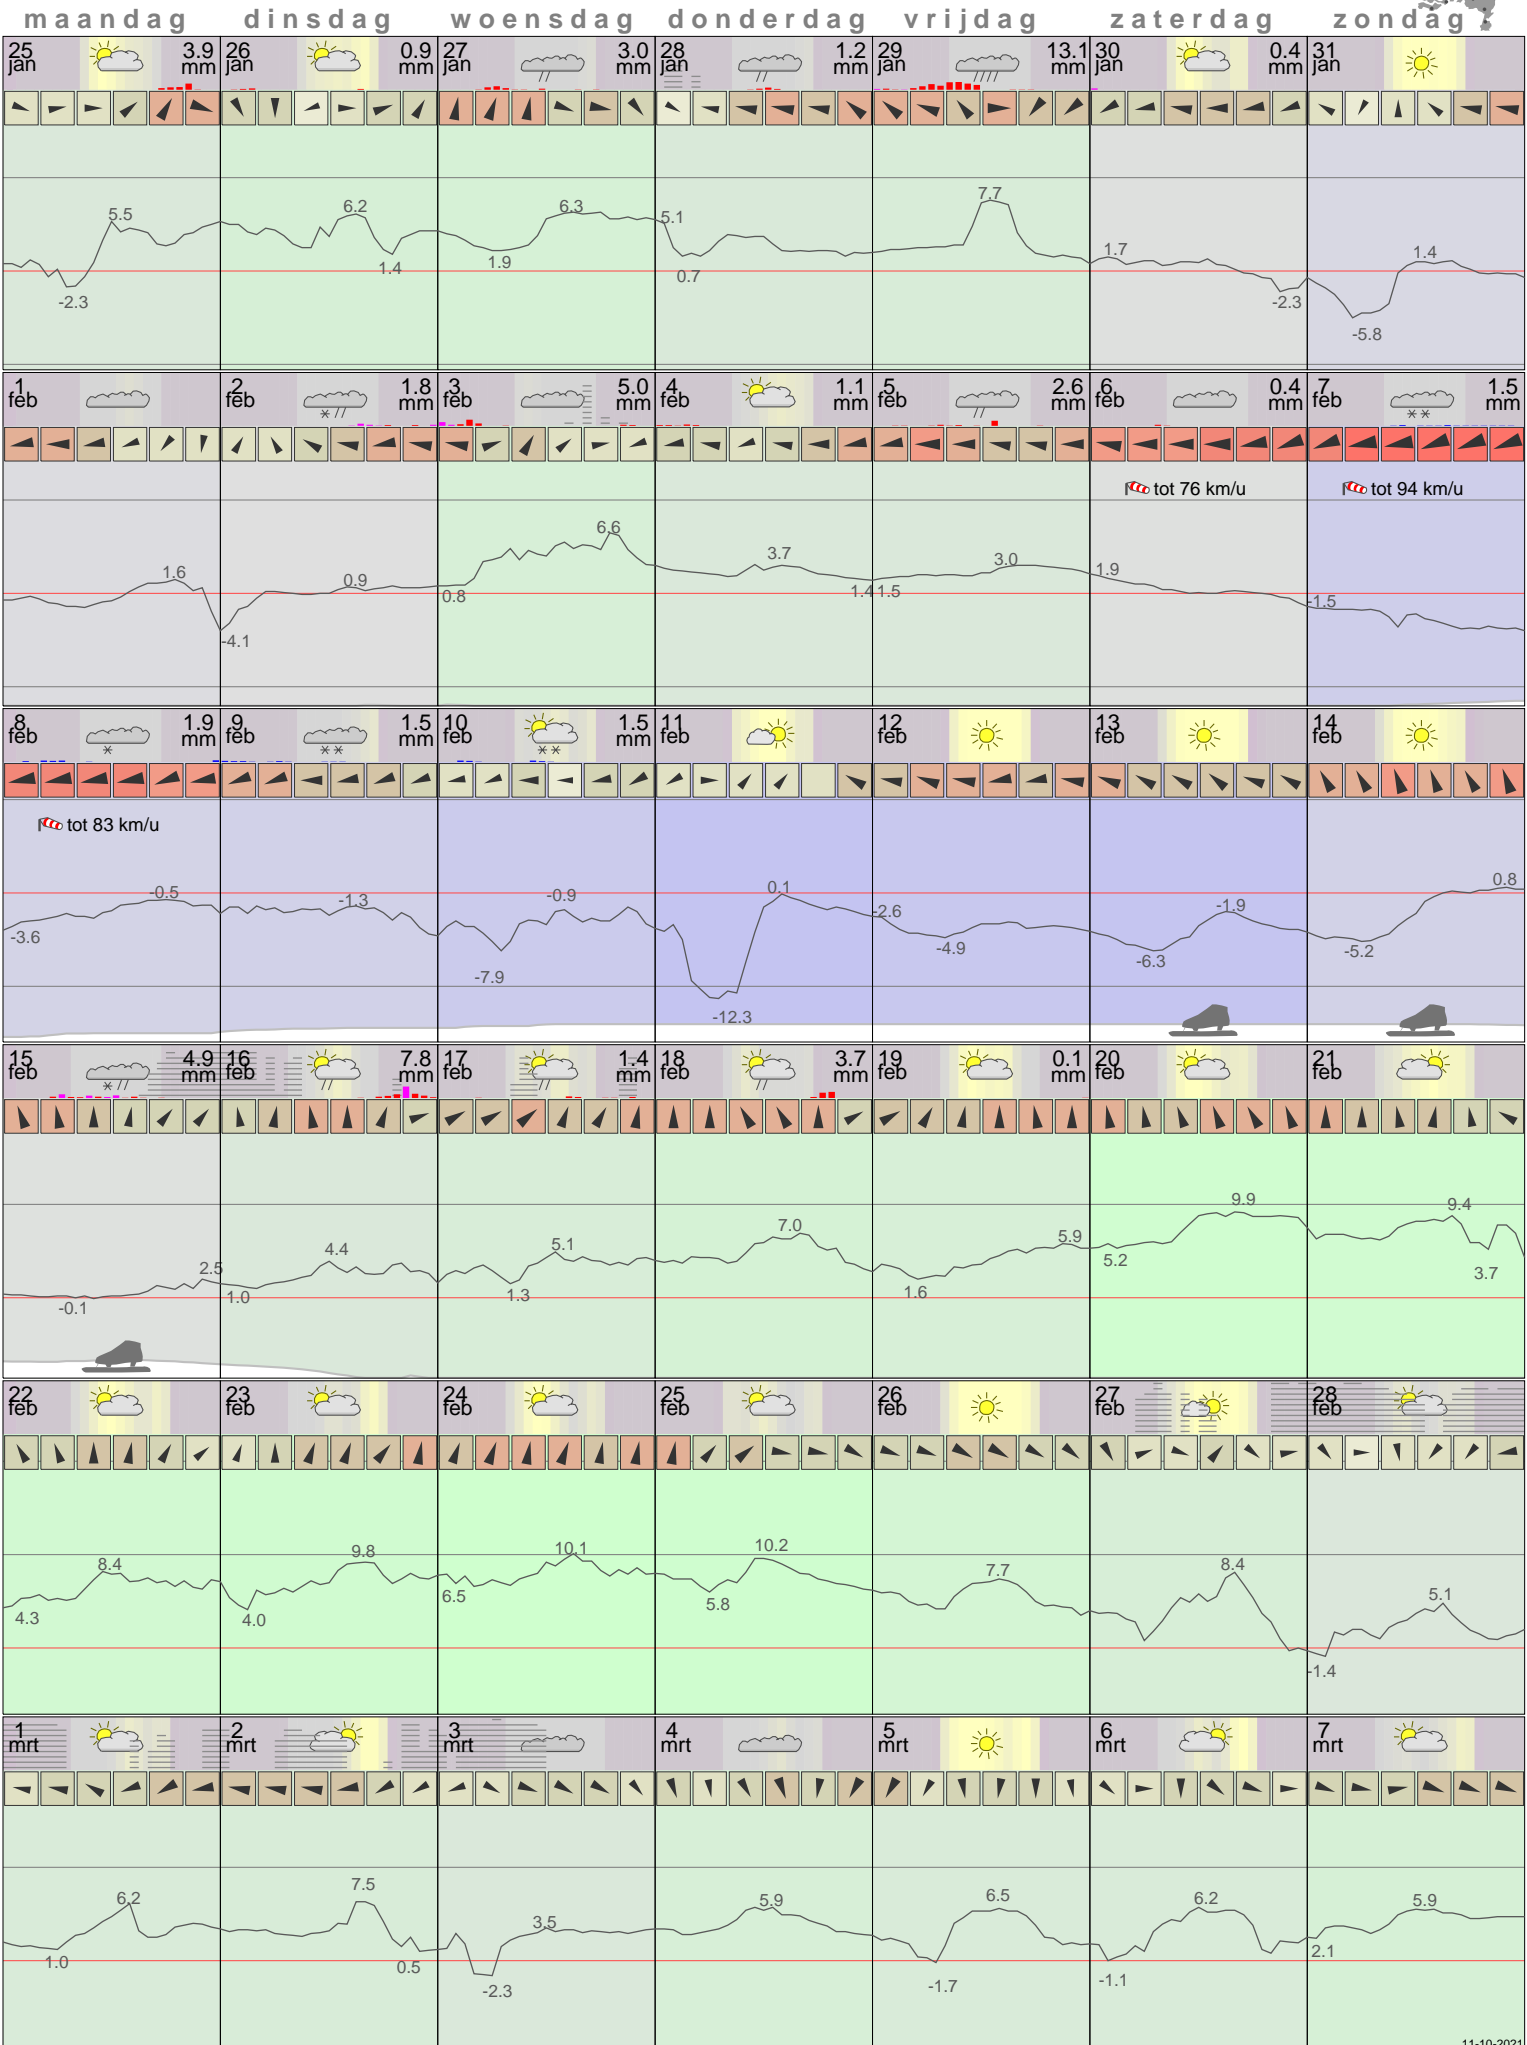 maandag dinsdag woensdag donderdag vrijdag zaterdag zondag
25 jan 3.9 mm 26 jan 0.9 mm 27 jan 3.0 mm 28 jan 1.2 mm 29 jan 13.1 mm 30 jan 0.4 mm 31 jan
5.5 -2.3 6.2 1.4 1.9 6.3 5.1 0.7 7.7 1.7 -2.3 -5.8 1.4
1 feb 2 feb 1.8 mm 3 feb 5.0 mm 4 feb 1.1 mm 5 feb 2.6 mm 6 feb 0.4 mm 7 feb 1.5 mm
tot 76 km/u tot 94 km/u
1.6 -4.1 0.9 0.8 6.6 3.7 1.4 1.5 3.0 1.9 -1.5
8 feb 1.9 mm 9 feb 1.5 mm 10 feb 1.5 mm 11 feb 12 feb 13 feb 14 feb
tot 83 km/u
-3.6 -0.5 -1.3 -7.9 -0.9 -12.3 0.1 -2.6 -4.9 -6.3 -1.9 -5.2 0.8
15 feb 4.9 mm 16 feb 7.8 mm 17 feb 1.4 mm 18 feb 3.7 mm 19 feb 0.1 mm 20 feb 21 feb
-0.1 2.5 1.0 4.4 1.3 5.1 7.0 1.6 5.9 5.2 9.9 9.4 3.7
22 feb 23 feb 24 feb 25 feb 26 feb 27 feb 28 feb
4.3 8.4 4.0 9.8 6.5 10.1 5.8 10.2 7.7 8.4 -1.4 5.1
1 mrt 2 mrt 3 mrt 4 mrt 5 mrt 6 mrt 7 mrt
1.0 6.2 7.5 0.5 -2.3 3.5 5.9 -1.7 6.5 -1.1 6.2 2.1 5.9
11-10-2021